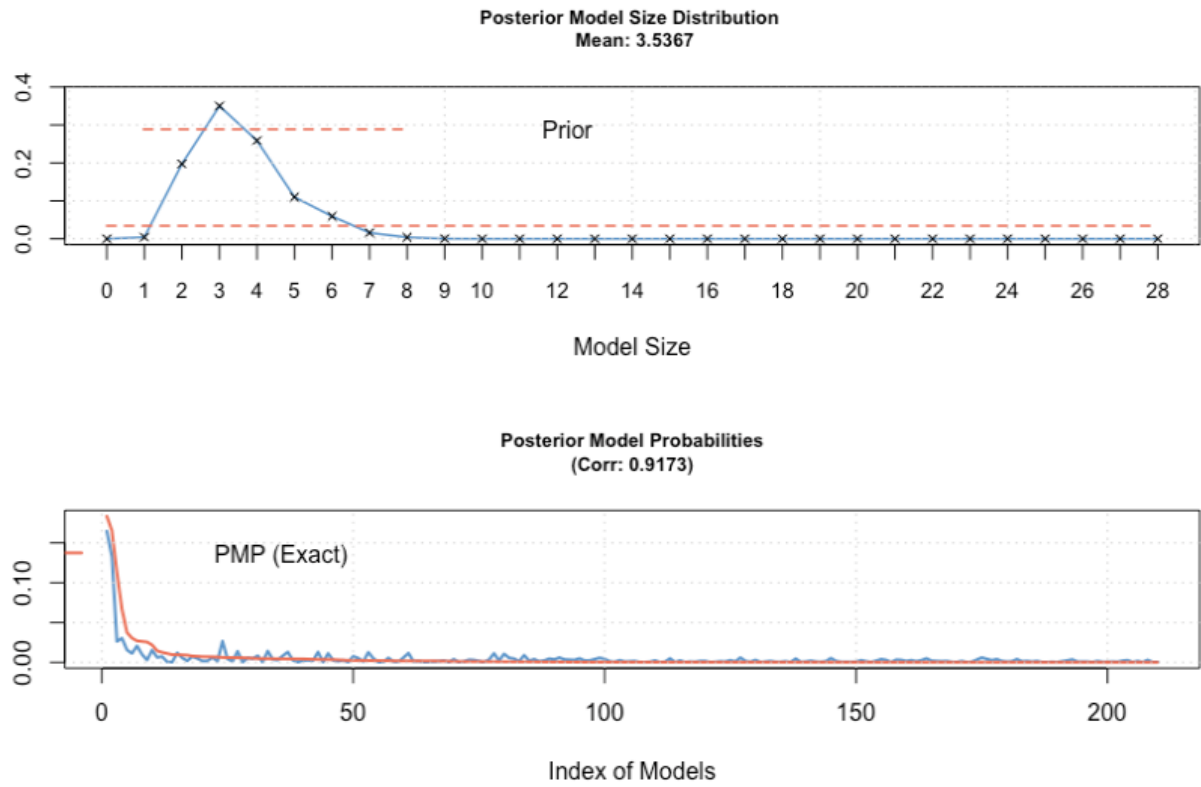 Posterior Model Size Distribution
Mean: 3.5367
0.4
0.2
0.0
Prior
0 1 2 3 4 5 6 7 8 9 10 12 14 16 18 20 22 24 26 28
Model Size
Posterior Model Probabilities
(Corr: 0.9173)
0.10
0.00
PMP (Exact)
0 50 100 150 200
Index of Models